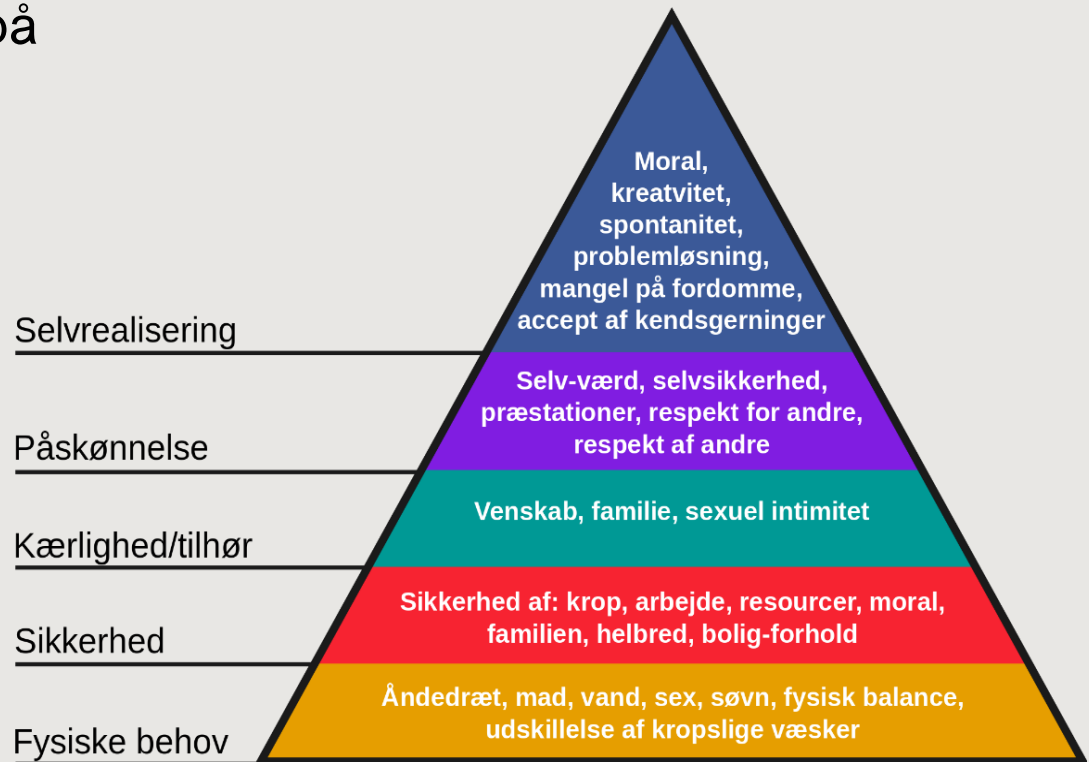 på
Moral,
kreatvitet,
spontanitet,
problemløsning,
mangel på fordomme,
accept af kendsgerninger
Selvrealisering
Selv-værd, selvsikkerhed,
præstationer, respekt for andre,
respekt af andre
Påskønnelse
Venskab, familie, sexuel intimitet
Kærlighed/tilhør
Sikkerhed af: krop, arbejde, resourcer, moral,
familien, helbred, bolig-forhold
Sikkerhed
Åndedræt, mad, vand, sex, søvn, fysisk balance,
udskillelse af kropslige væsker
Fysiske behov